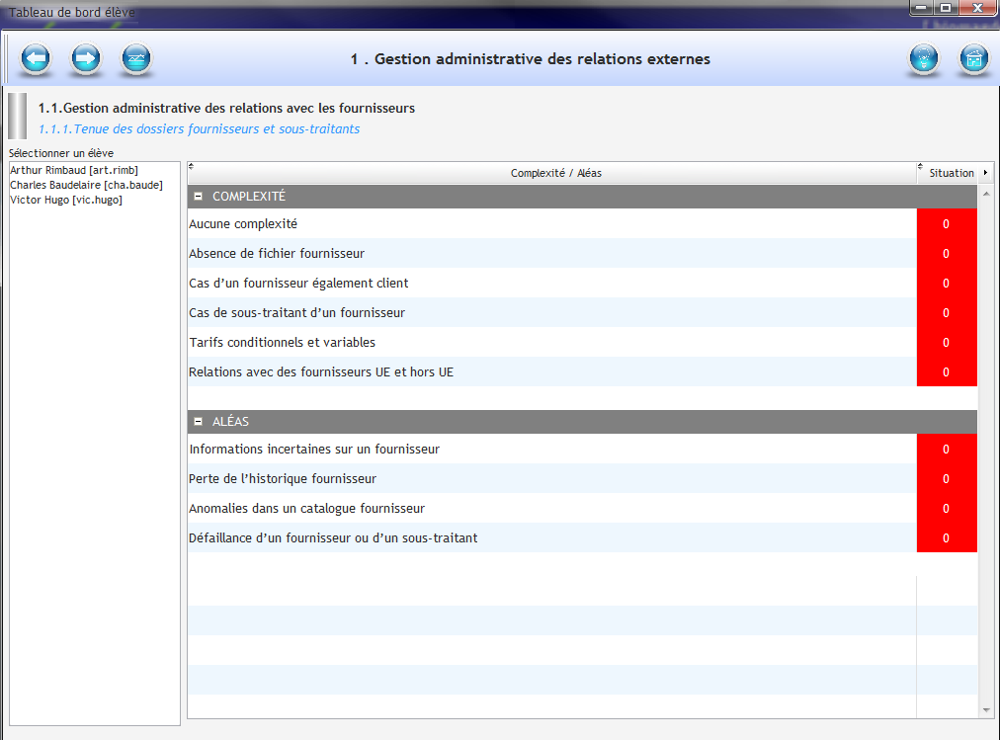 Tableau de bord élève
1 . Gestion administrative des relations externes
1.1.Gestion administrative des relations avec les fournisseurs
1.1.1.Tenue des dossiers fournisseurs et sous-traitants
Sélectionner un élève
Arthur Rimbaud [art.rimb]
Charles Baudelaire [cha.baude]
Victor Hugo [vic.hugo]
Complexité / Aléas Situation
COMPLEXITÉ
Aucune complexité 0
Absence de fichier fournisseur 0
Cas d’un fournisseur également client 0
Cas de sous-traitant d’un fournisseur 0
Tarifs conditionnels et variables 0
Relations avec des fournisseurs UE et hors UE 0
ALÉAS
Informations incertaines sur un fournisseur 0
Perte de l’historique fournisseur 0
Anomalies dans un catalogue fournisseur 0
Défaillance d’un fournisseur ou d’un sous-traitant 0